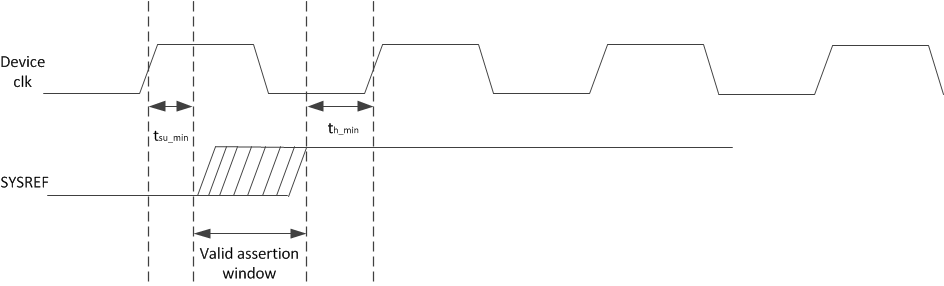 Device
clk
tsu_min
th_min
SYSREF
Valid assertion
window